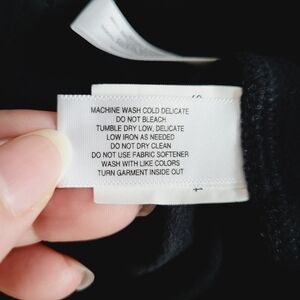 MACHINE WASH COLD DELICATE
DO NOT BLEACH
TUMBLE DRY LOW, DELICATE
LOW IRON AS NEEDED
DO NOT DRY CLEAN
DO NOT USE FABRIC SOFTENER
WASH WITH LIKE COLORS
TURN GARMENT INSIDE OUT